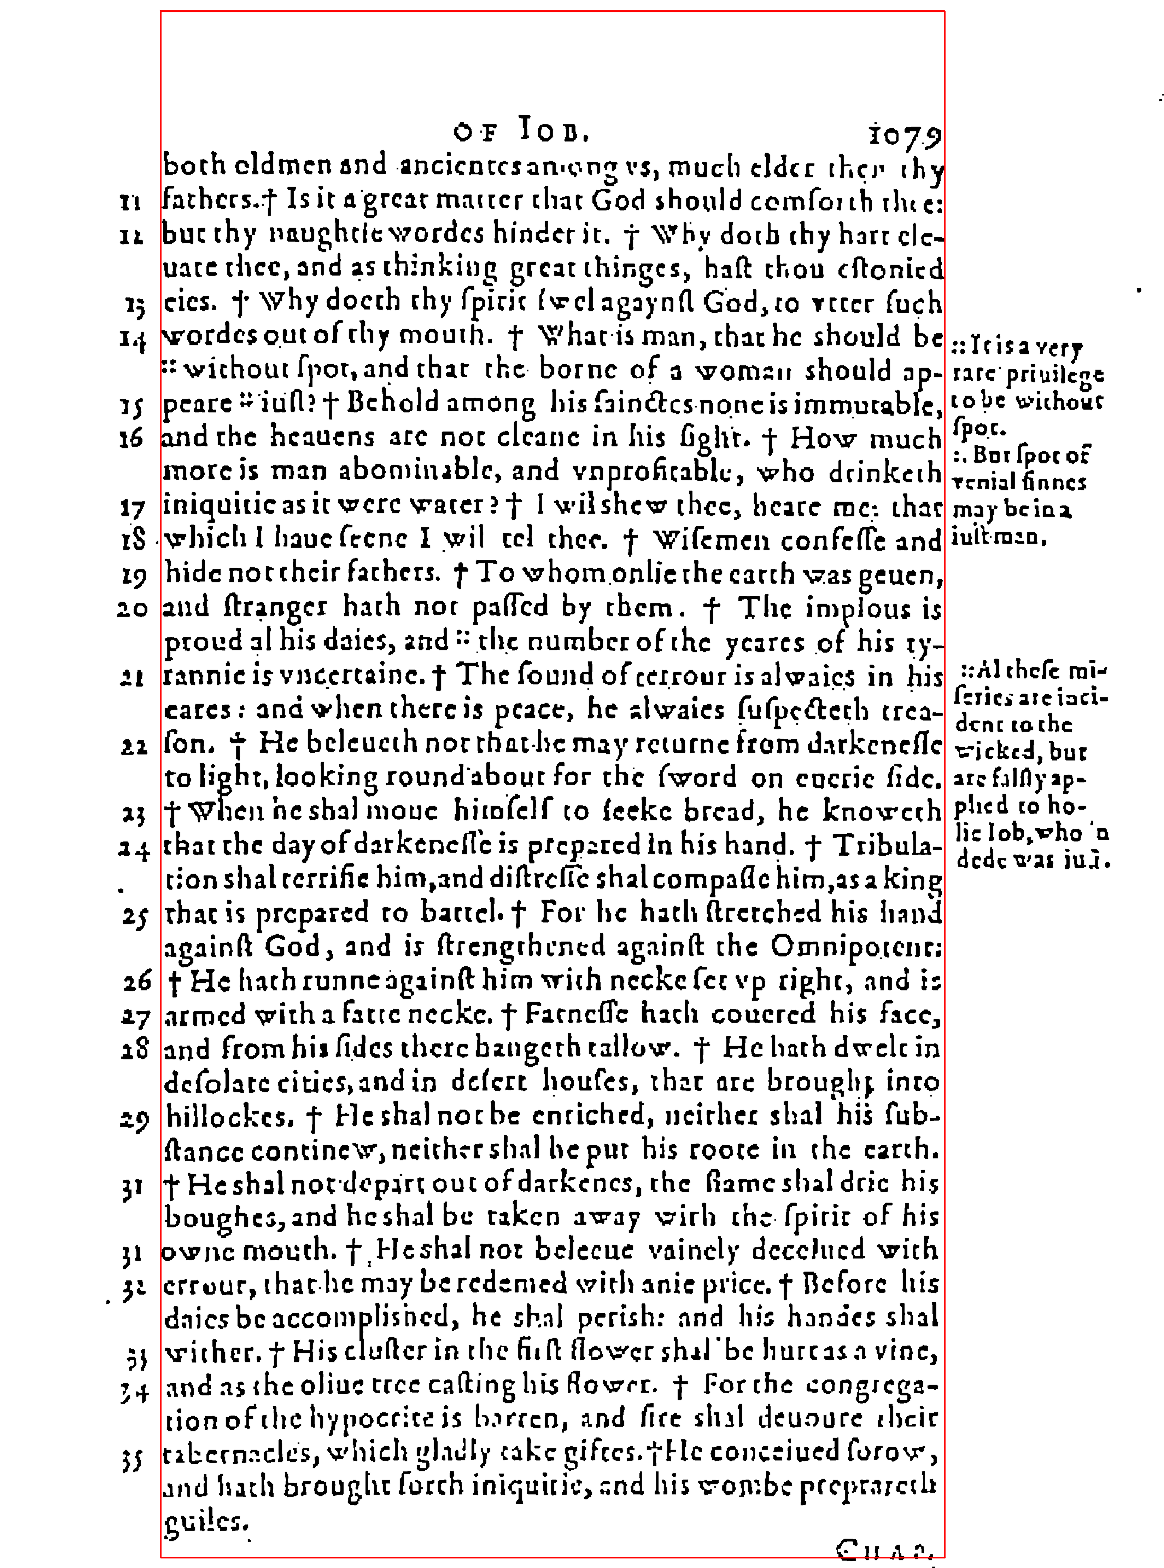 OF IOB. 1079
both eldmen and ancientes among vs, much elder then thy
11 fathers. † Is it a great matter that God should comforth thee:
12 but thy naughtie wordes hinder it. † Why doth thy hart ele-
uate thee, and as thinking great thinges, haſt thou eſtonied
13 eies. † Why doeth thy ſpirit ſwel agaynſt God, to vtter ſuch
14 wordes out of thy mouth. † What is man, that he should be
:: without ſpot, and that the borne of a woman should ap-
15 peare :: iuſt? † Behold among his ſainctes none is immutable,
16 and the heauens are not cleane in his ſight. † How much
more is man abominable, and vnprofitable, who drinketh
17 iniquitie as it were water? † I wil shew thee, heare me: that
18 which I haue ſeene I wil tel thee. † Wiſemen confeſſe and
19 hide not their fathers. † To whom onlie the earth was geuen,
20 and ſtranger hath not paſſed by them. † The impious is
proud al his daies, and :: the number of the yeares of his ty-
21 rannie is vncertaine. † The ſound of terrour is alwaies in his
eares: and when there is peace, he alwaies ſuſpecteth trea-
22 ſon. † He beleueth not that he may returne from darkeneſſe
to light, looking round about for the ſword on euerie ſide.
23 † When he shal moue himſelf to ſeeke bread, he knoweth
24 that the day of darkeneſſe is prepared in his hand. † Tribula-
tion shal terrifie him, and diſtreſſe shal compaſſe him, as a king
25 that is prepared to battel. † For he hath ſtretched his hand
againſt God, and is ſtrengthened againſt the Omnipotent:
26 † He hath runne againſt him with necke ſet vp right, and is
27 armed with a fatte necke. † Fatneſſe hath couered his face,
28 and from his ſides there hangeth tallow. † He hath dwelt in
deſolate cities, and in deſert houſes, that are brought into
29 hillockes. † He shal not be enriched, neither shal his ſub-
ſtance continew, neither shal he put his roote in the earth.
31 † He shal not depart out of darkenes, the flame shal drie his
boughes, and he shal be taken away with the ſpirit of his
31 owne mouth. † He shal not beleeue vainely deceiued with
32 errour, that he may be redemed with anie price. † Before his
daies be accomplished, he shal perish: and his handes shal
33 wither. † His cluſter in the firſt flower shal be hurt as a vine,
34 and as the oliue tree caſting his flower. † For the congrega-
tion of the hypocrite is barren, and fire shal deuoure their
35 tabernacles, which gladly take giftes. † He conceiued ſorow,
and hath brought forth iniquitie, and his wombe prepareth
guiles.
CHAP.
:: It is a very
rare priuilege
to be without
ſpot.
:. But ſpot of
venial ſinnes
may be in a
iuſt man.
:: Al theſe mi-
ſeries are inci-
dent to the
wicked, but
are falſly ap-
plied to ho-
lie Iob, who in
dede was iuſt.